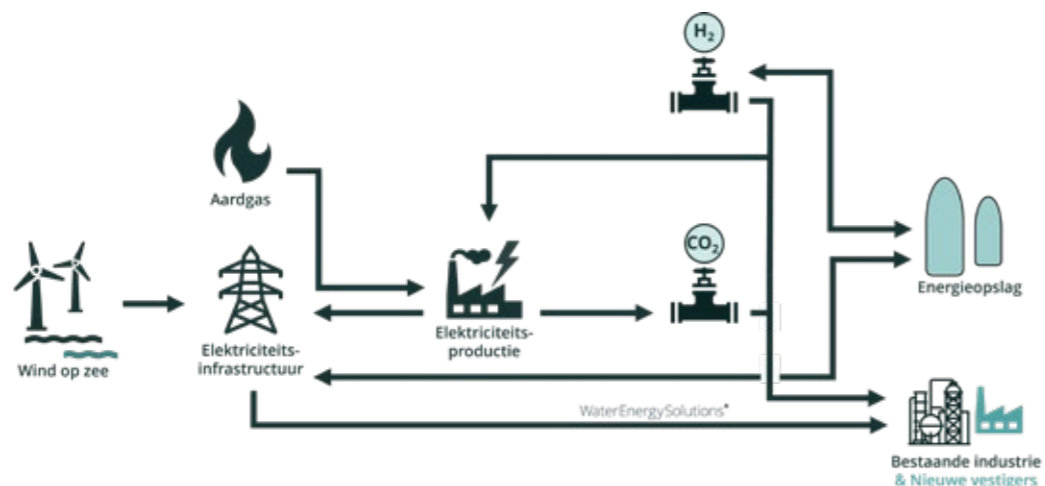 H2
Aardgas
CO2
Energieopslag
Elektriciteits-
productie
Elektriciteits-
infrastructuur
Wind op zee
WaterEnergySolutions*
Bestaande industrie
& Nieuwe vestigers